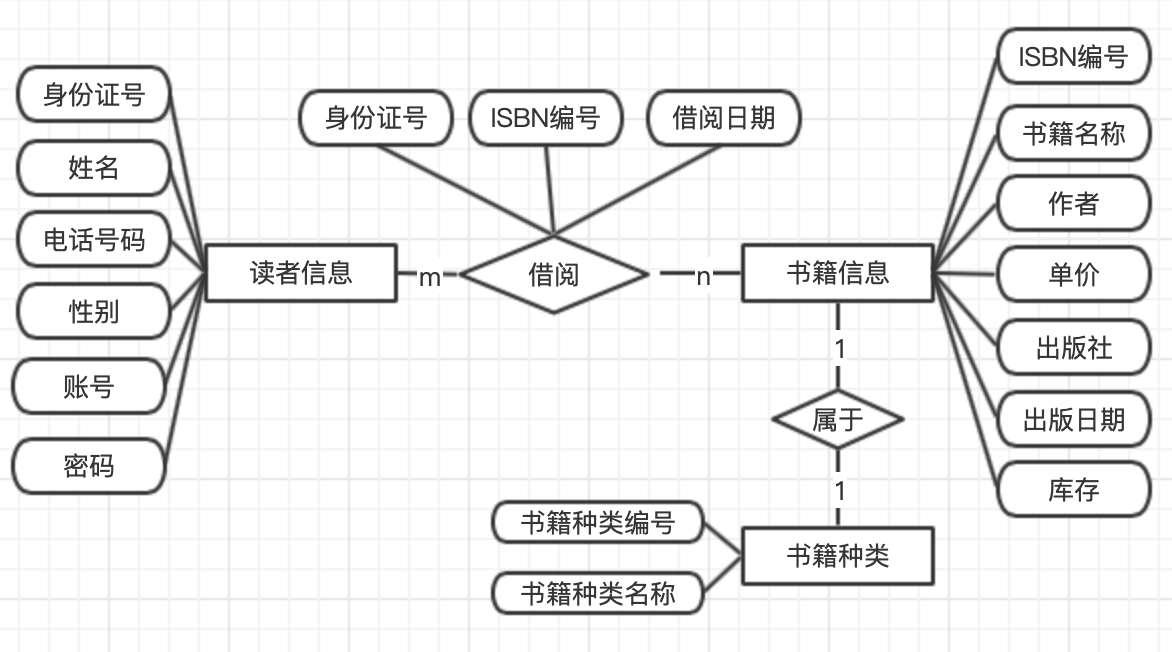 身份证号
姓名
电话号码
性别
账号
密码
读者信息
m
身份证号
ISBN编号
借阅日期
借阅
n
书籍信息
ISBN编号
书籍名称
作者
单价
出版社
出版日期
库存
1
属于
1
书籍种类编号
书籍种类名称
书籍种类